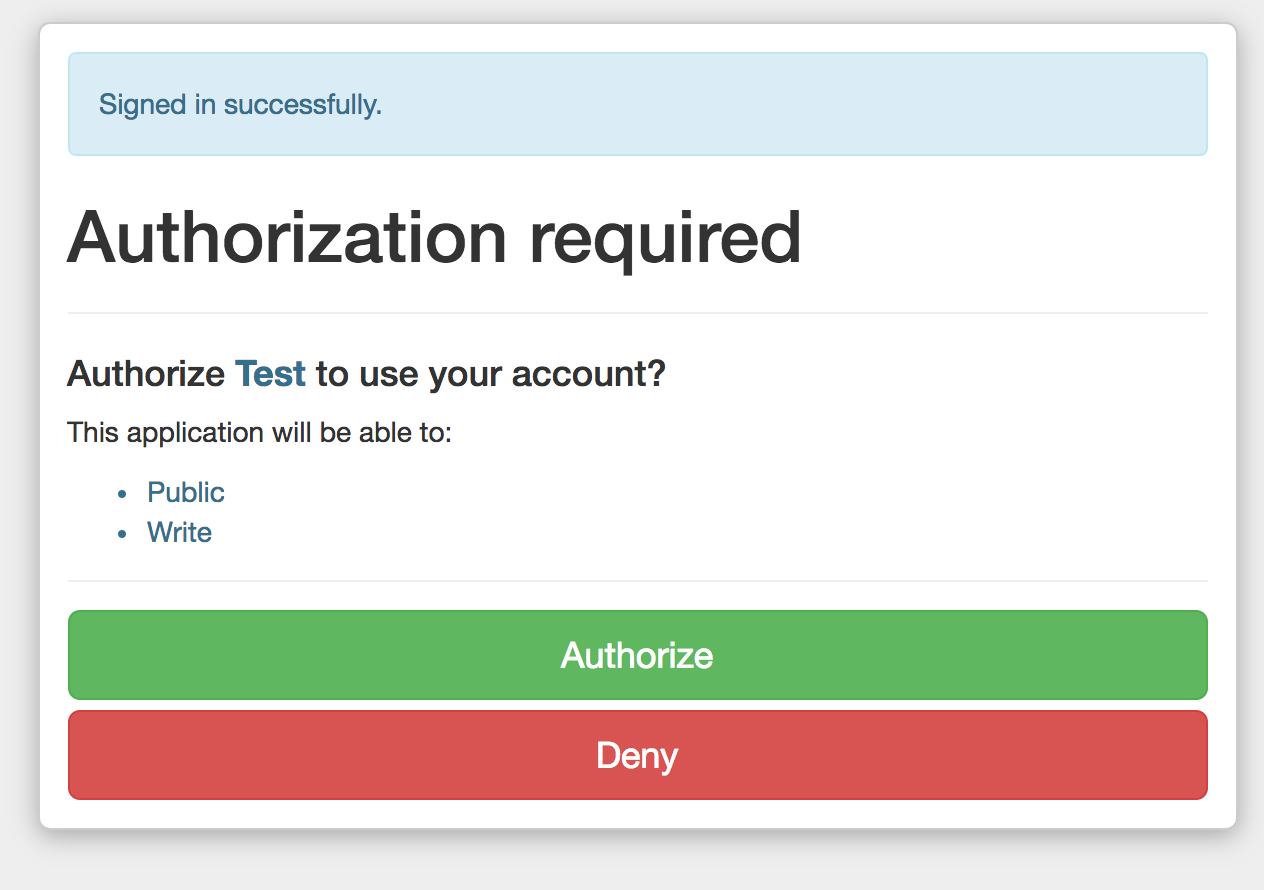 Signed in successfully.
Authorization required
Authorize Test to use your account?
This application will be able to:
Public
Write
Authorize
Deny